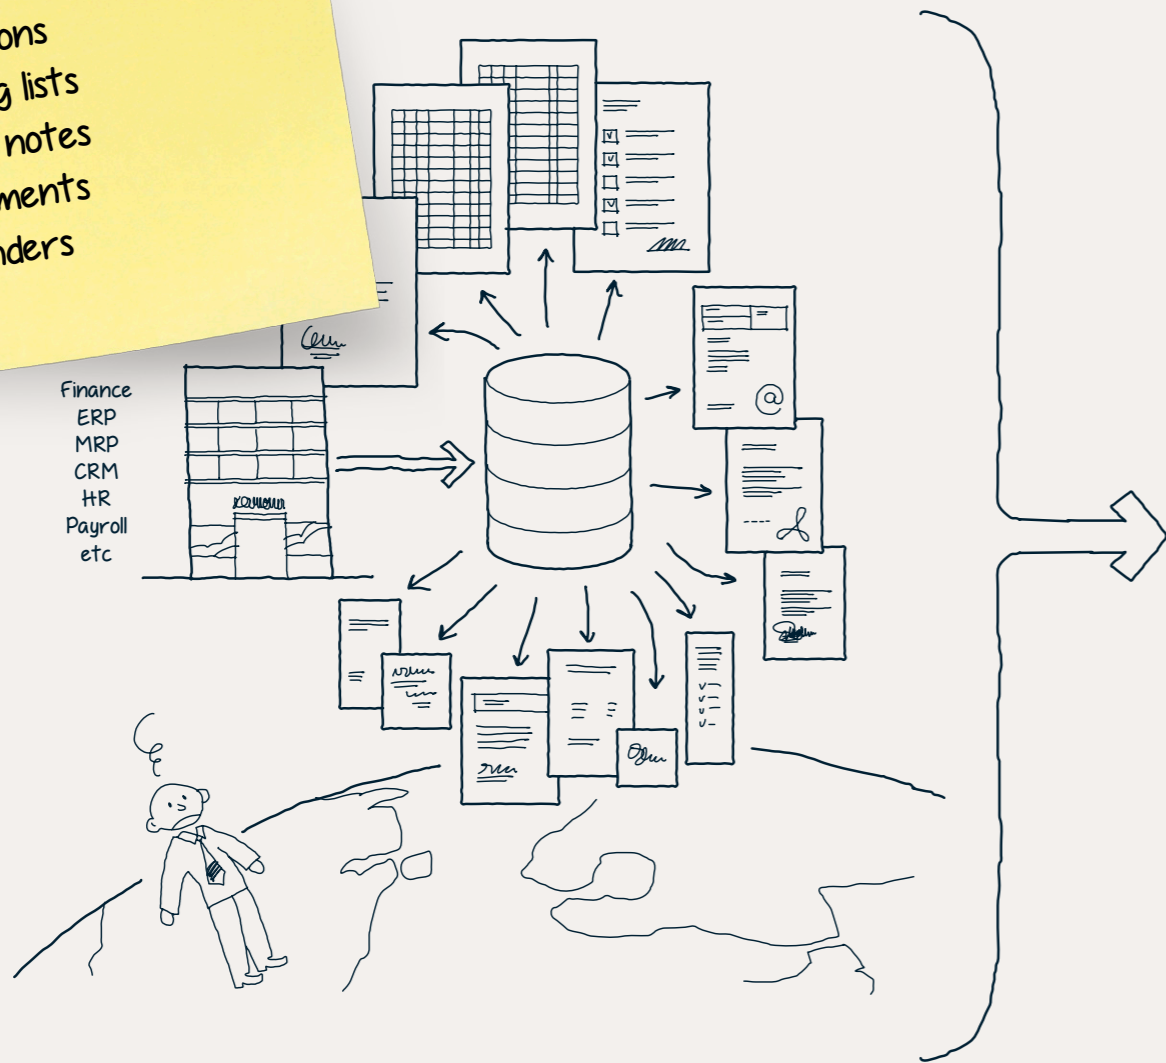 ons
g lists
notes
ments
nders
Finance
ERP
MRP
CRM
HR
Payroll
etc
@